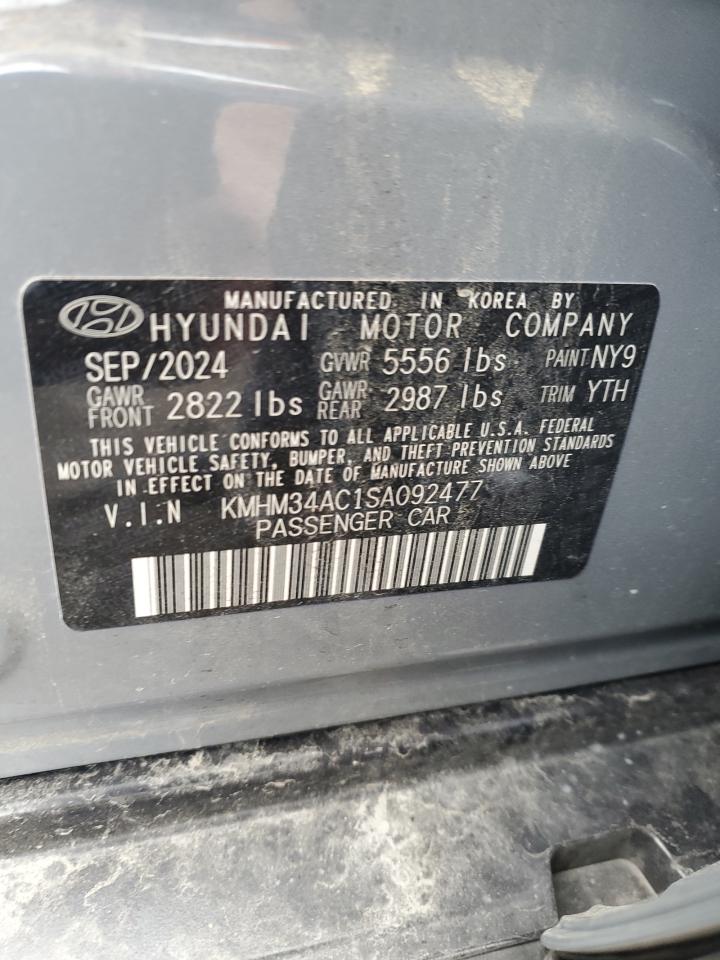 MANUFACTURED IN KOREA BY
HYUNDAI MOTOR COMPANY
SEP/2024 GVWR 5556 lbs PAINT NY9
GAWR FRONT 2822 lbs GAWR REAR 2987 lbs TRIM YTH
THIS VEHICLE CONFORMS TO ALL APPLICABLE U.S.A. FEDERAL
MOTOR VEHICLE SAFETY, BUMPER, AND THEFT PREVENTION STANDARDS
IN EFFECT ON THE DATE OF MANUFACTURE SHOWN ABOVE
V.I.N KMHM34AC1SA092477
PASSENGER CAR